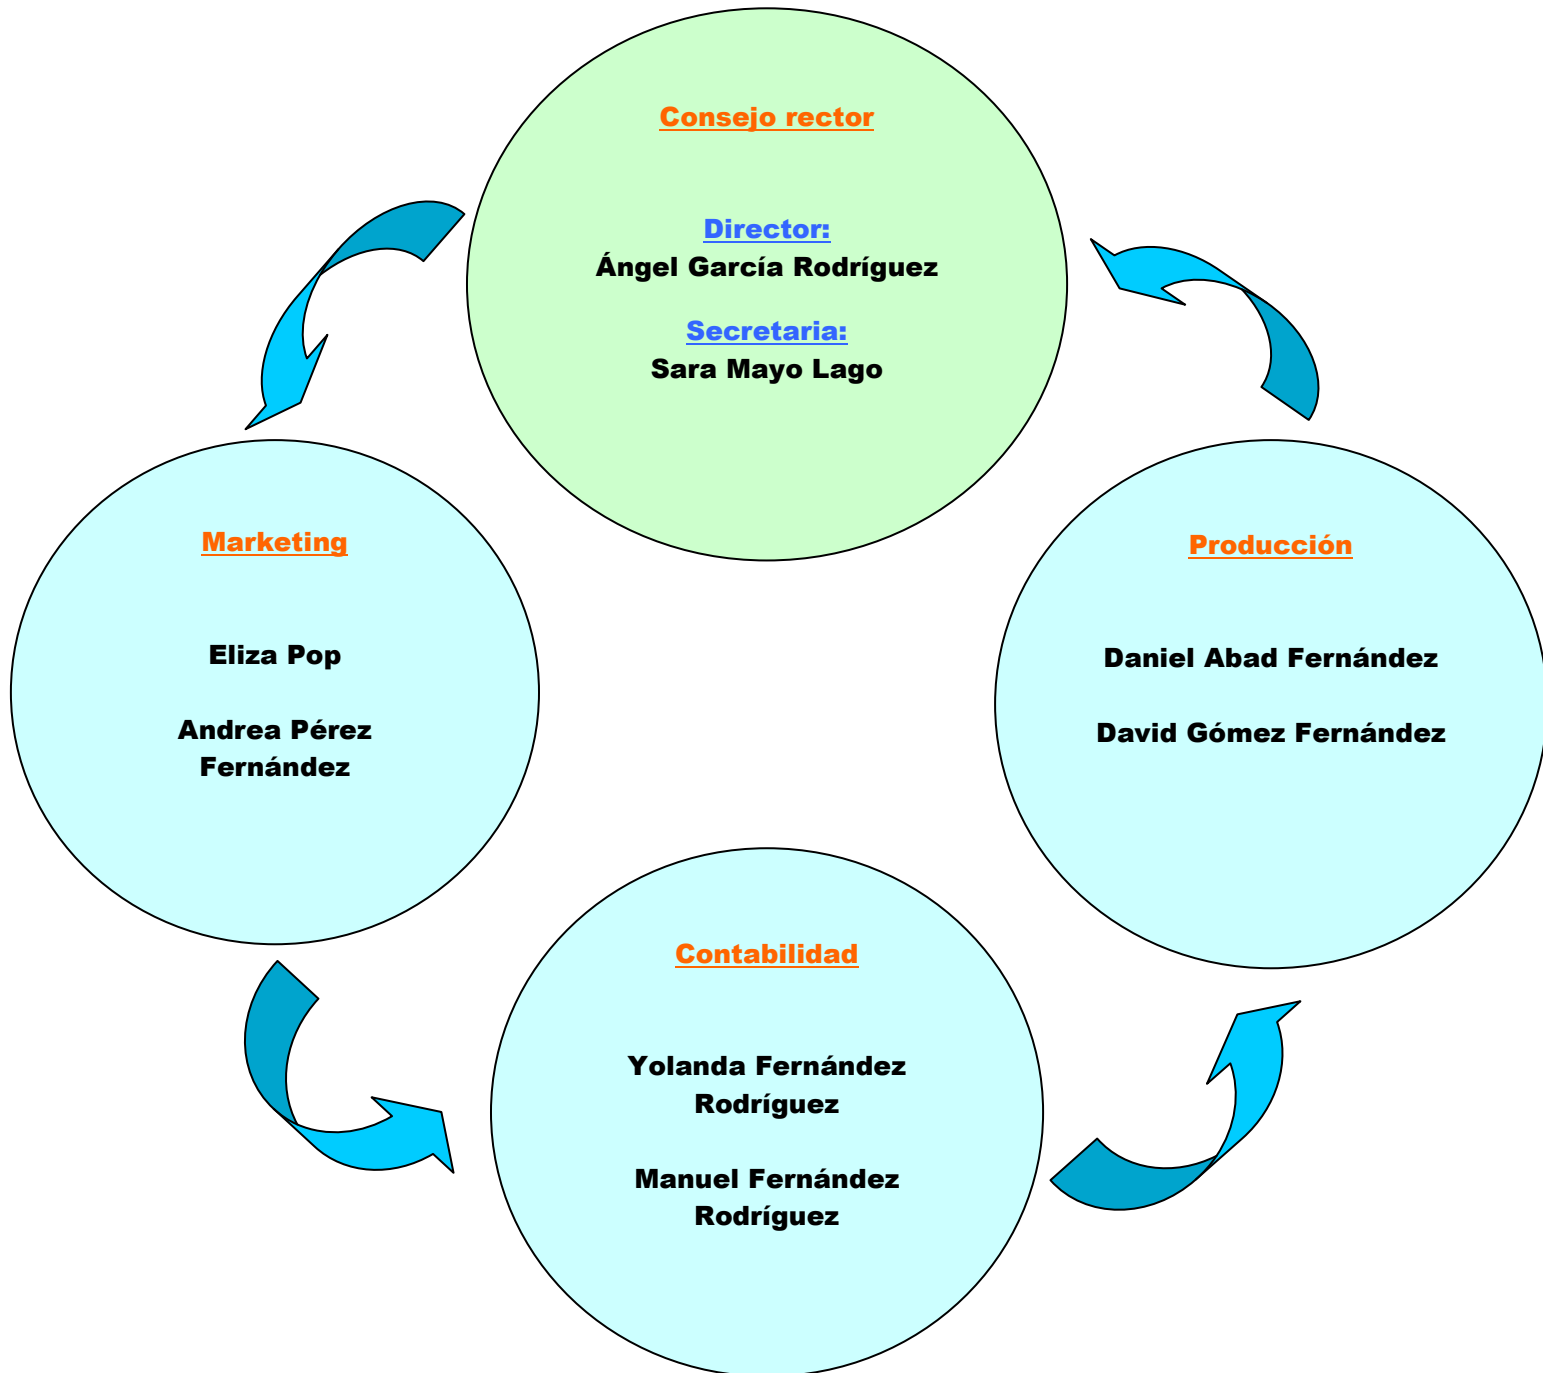 Consejo rector
Director:
Ángel García Rodríguez
Secretaria:
Sara Mayo Lago
Marketing
Eliza Pop
Andrea Pérez
Fernández
Producción
Daniel Abad Fernández
David Gómez Fernández
Contabilidad
Yolanda Fernández
Rodríguez
Manuel Fernández
Rodríguez